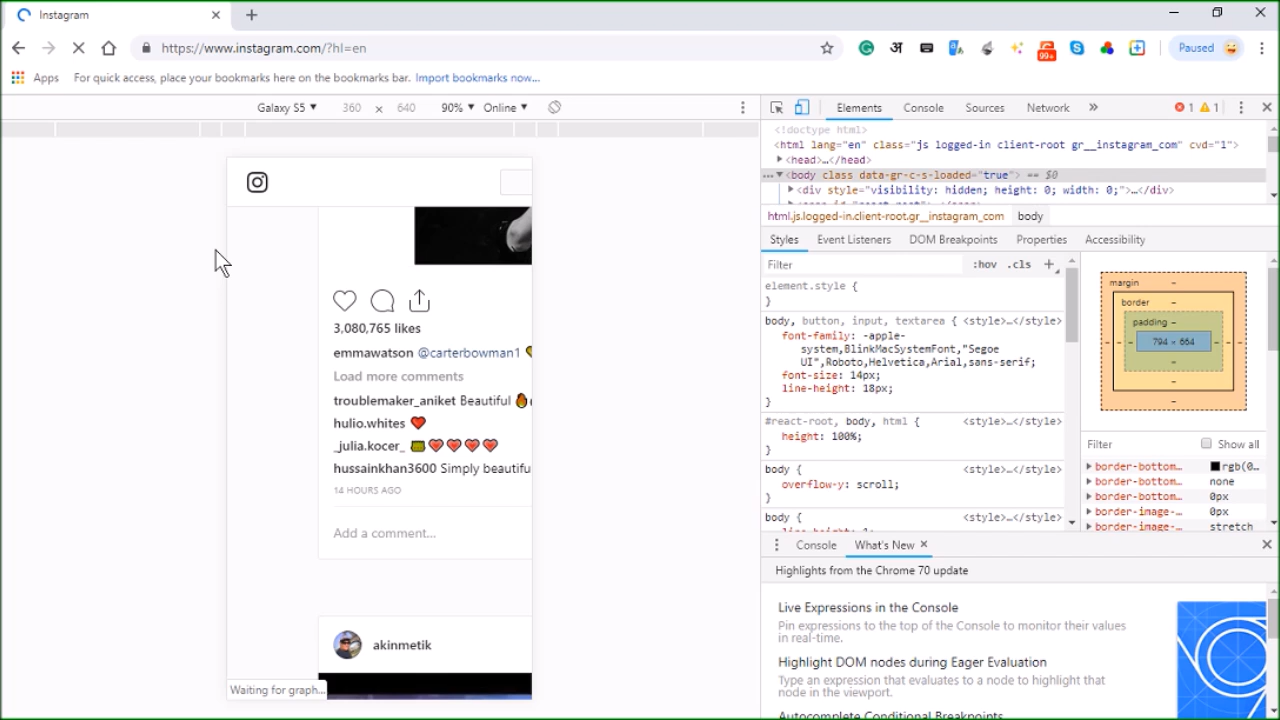 Instagram
https://www.instagram.com/?hl=en
अ
99+
Paused
Apps For quick access, place your bookmarks here on the bookmarks bar. Import bookmarks now...
Galaxy S5 360 × 640 90% Online
Elements Console Sources Network » 1 1
<!doctype html>
<html lang="en" class="js logged-in client-root gr__instagram_com" cvd="1">
<head>…</head>
… <body class data-gr-c-s-loaded="true"> == $0
<div style="visibility: hidden; height: 0; width: 0;">…</div>
html.js.logged-in.client-root.gr__instagram_com body
Styles Event Listeners DOM Breakpoints Properties Accessibility
Filter :hov .cls +
element.style {
}
body, button, input, textarea { <style>…</style>
font-family: -apple-
system,BlinkMacSystemFont,"Segoe
UI",Roboto,Helvetica,Arial,sans-serif;
font-size: 14px;
line-height: 18px;
}
#react-root, body, html { <style>…</style>
height: 100%;
}
body { <style>…</style>
overflow-y: scroll;
}
body { <style>…</style>
line-height: 1;
margin –
border –
padding –
794 × 664
–
–
–
Filter Show all
border-bottom… rgb(0…
border-bottom… none
border-bottom… 0px
border-image-… 0px
border-image-… stretch
3,080,765 likes
emmawatson @carterbowman1
Load more comments
troublemaker_aniket Beautiful
hulio.whites
_julia.kocer_
hussainkhan3600 Simply beautifu
14 HOURS AGO
Add a comment...
akinmetik
Waiting for graph...
Console What's New ×
Highlights from the Chrome 70 update
Live Expressions in the Console
Pin expressions to the top of the Console to monitor their values
in real-time.
Highlight DOM nodes during Eager Evaluation
Type an expression that evaluates to a node to highlight that
node in the viewport.
Autocomplete Conditional Breakpoints